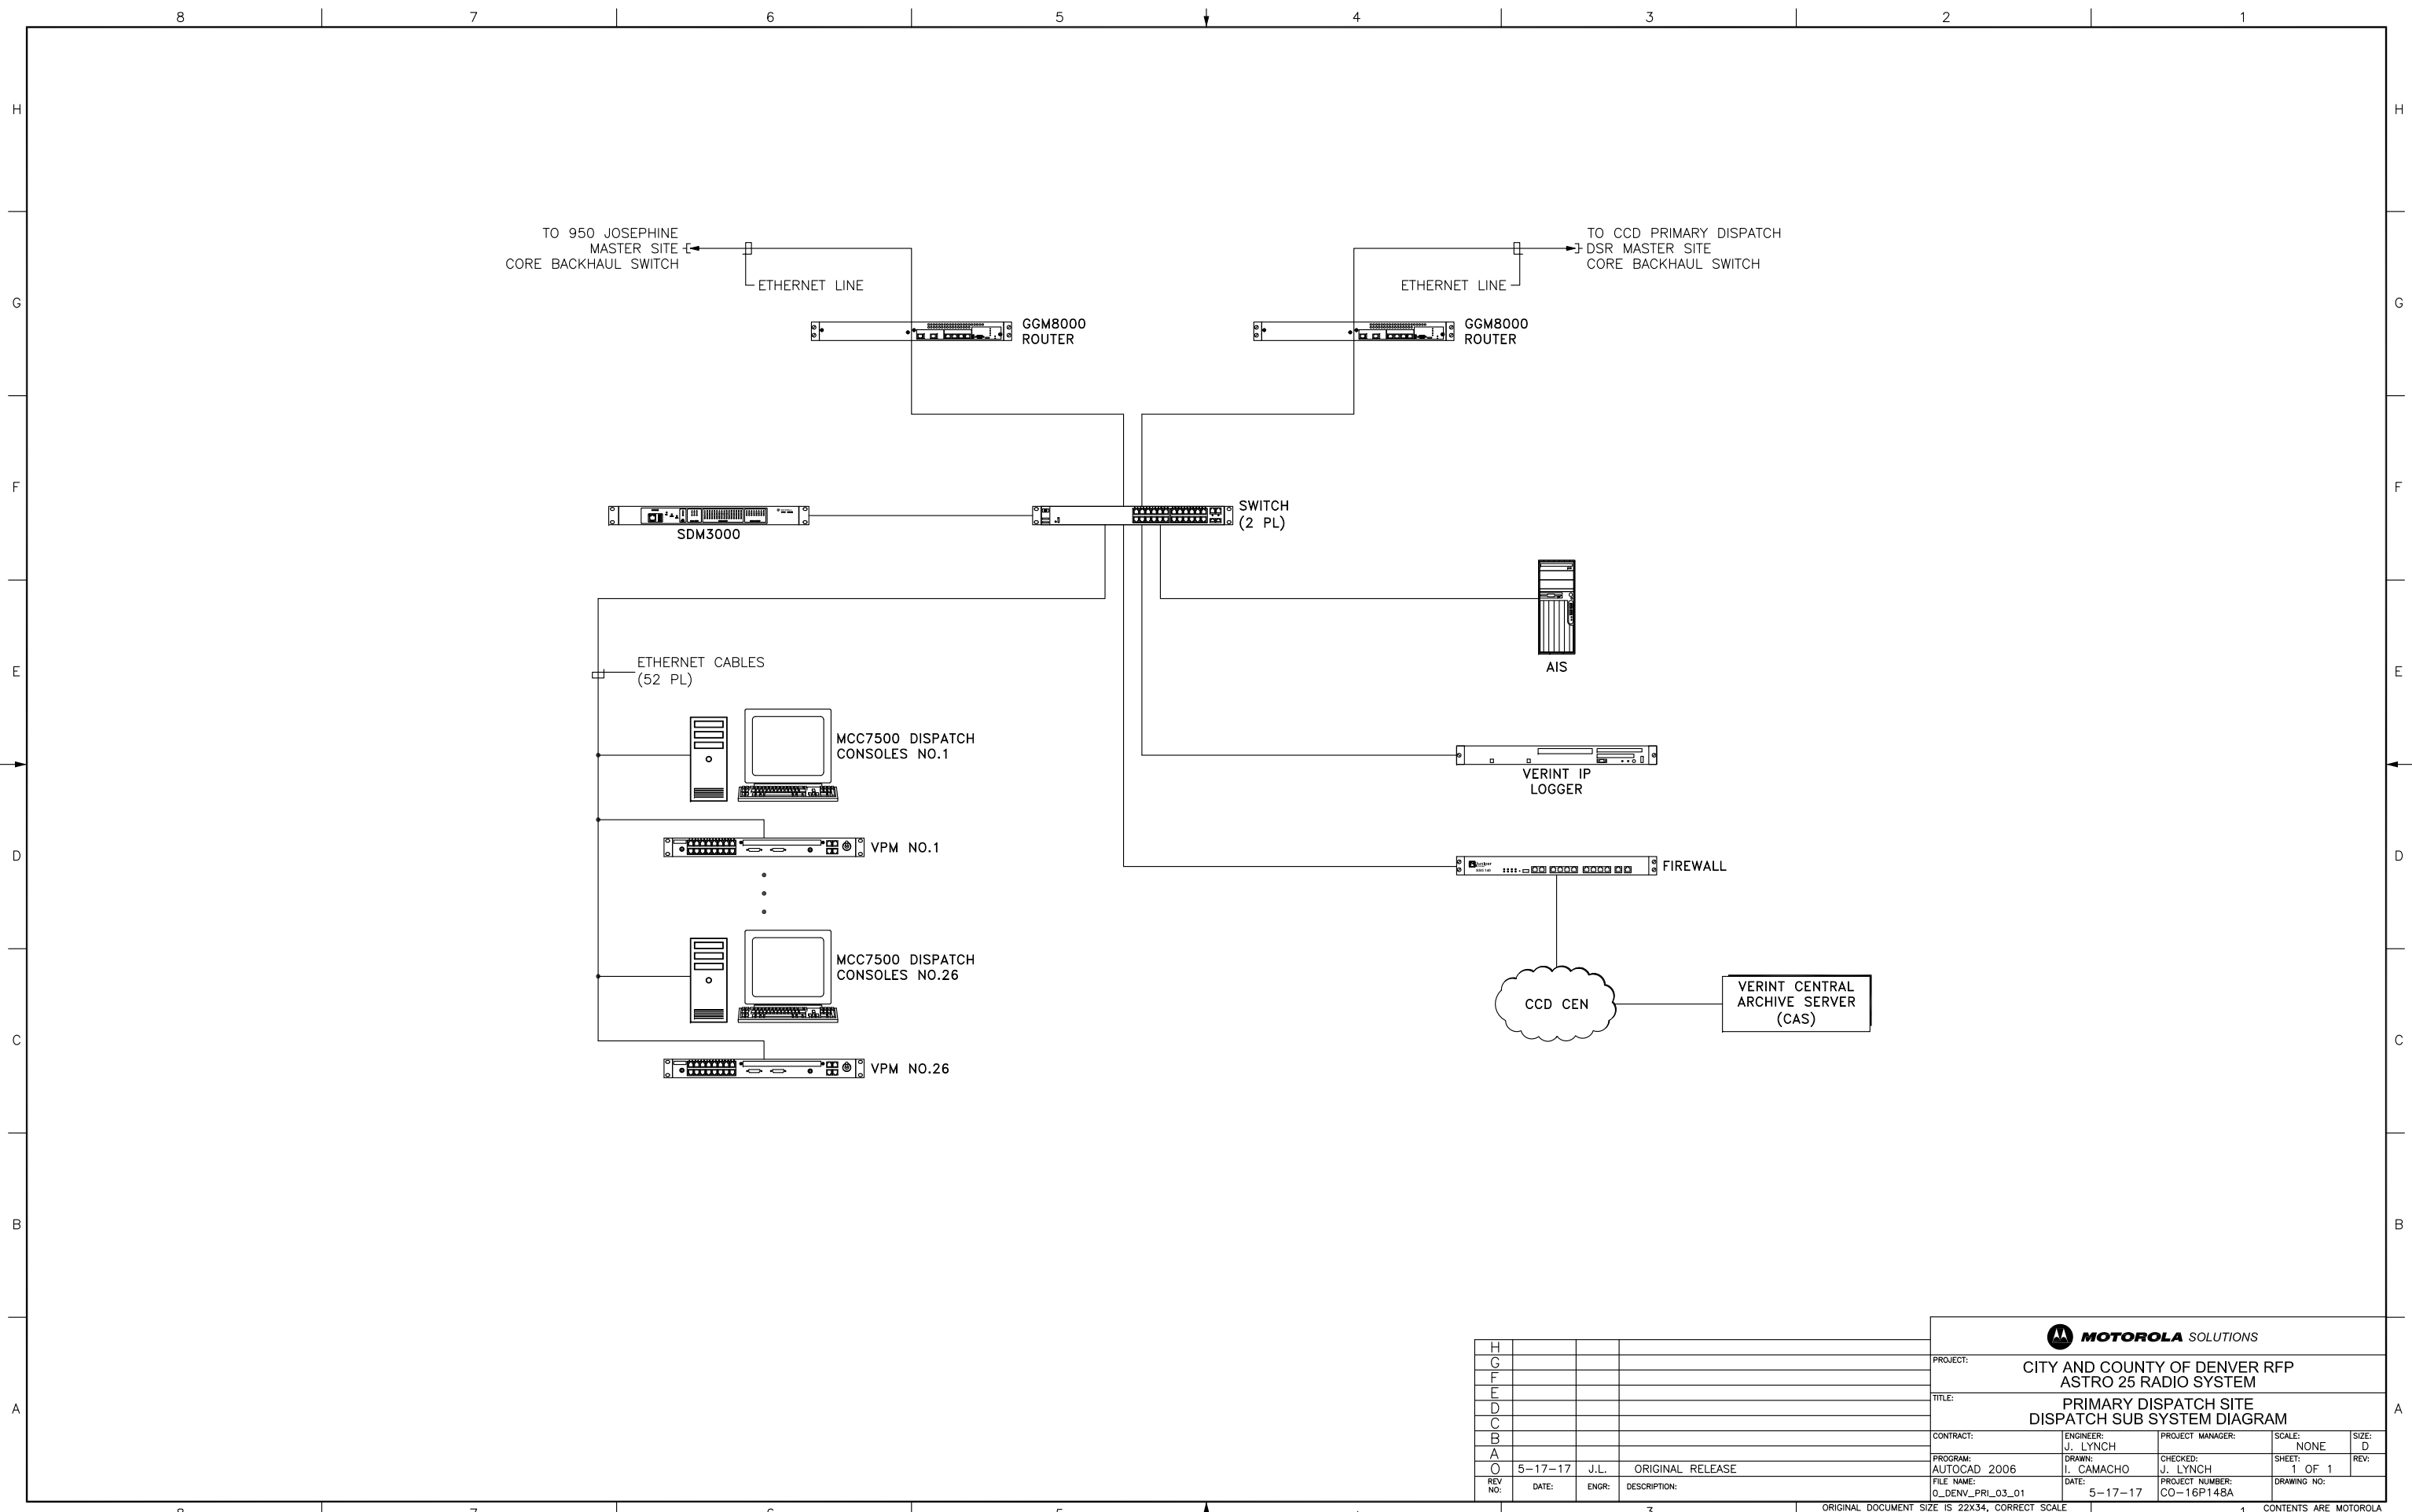 8 7 6 5 4 3 2 1
H H
TO 950 JOSEPHINE
MASTER SITE
CORE BACKHAUL SWITCH
ETHERNET LINE
TO CCD PRIMARY DISPATCH
DSR MASTER SITE
CORE BACKHAUL SWITCH
ETHERNET LINE
G G
GGM8000
ROUTER
GGM8000
ROUTER
F F
SDM3000
SWITCH
(2 PL)
AIS
E E
ETHERNET CABLES
(52 PL)
MCC7500 DISPATCH
CONSOLES NO.1
VERINT IP
LOGGER
D D
VPM NO.1
FIREWALL
MCC7500 DISPATCH
CONSOLES NO.26
CCD CEN
VERINT CENTRAL
ARCHIVE SERVER
(CAS)
C C
VPM NO.26
B B
A A
H
G
F
E
D
C
B
A
0 5-17-17 J.L. ORIGINAL RELEASE
REV NO: DATE: ENGR: DESCRIPTION:
MOTOROLA SOLUTIONS
PROJECT:
CITY AND COUNTY OF DENVER RFP
ASTRO 25 RADIO SYSTEM
TITLE:
PRIMARY DISPATCH SITE
DISPATCH SUB SYSTEM DIAGRAM
CONTRACT: ENGINEER: PROJECT MANAGER: SCALE: SIZE:
J. LYNCH NONE D
PROGRAM: DRAWN: CHECKED: SHEET: REV:
AUTOCAD 2006 I. CAMACHO J. LYNCH 1 OF 1
FILE NAME: DATE: PROJECT NUMBER: DRAWING NO:
0_DENV_PRI_03_01 5-17-17 CO-16P148A
ORIGINAL DOCUMENT SIZE IS 22X34, CORRECT SCALE
CONTENTS ARE MOTOROLA